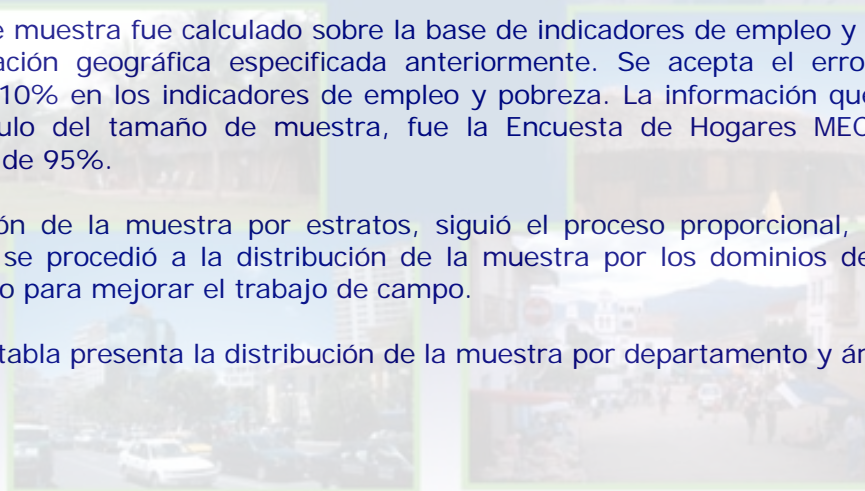 e muestra fue calculado sobre la base de indicadores de empleo y
ación geográfica especificada anteriormente. Se acepta el erro
10% en los indicadores de empleo y pobreza. La información que
ulo del tamaño de muestra, fue la Encuesta de Hogares MEC
de 95%.
ón de la muestra por estratos, siguió el proceso proporcional,
se procedió a la distribución de la muestra por los dominios de
o para mejorar el trabajo de campo.
tabla presenta la distribución de la muestra por departamento y ár